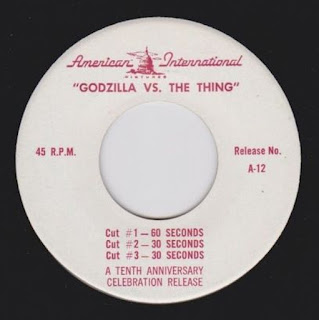 American International
PICTURES
"GODZILLA VS. THE THING"
45 R.P.M.
Release No.
A-12
Cut #1 — 60 SECONDS
Cut #2 — 30 SECONDS
Cut #3 — 30 SECONDS
A TENTH ANNIVERSARY
CELEBRATION RELEASE